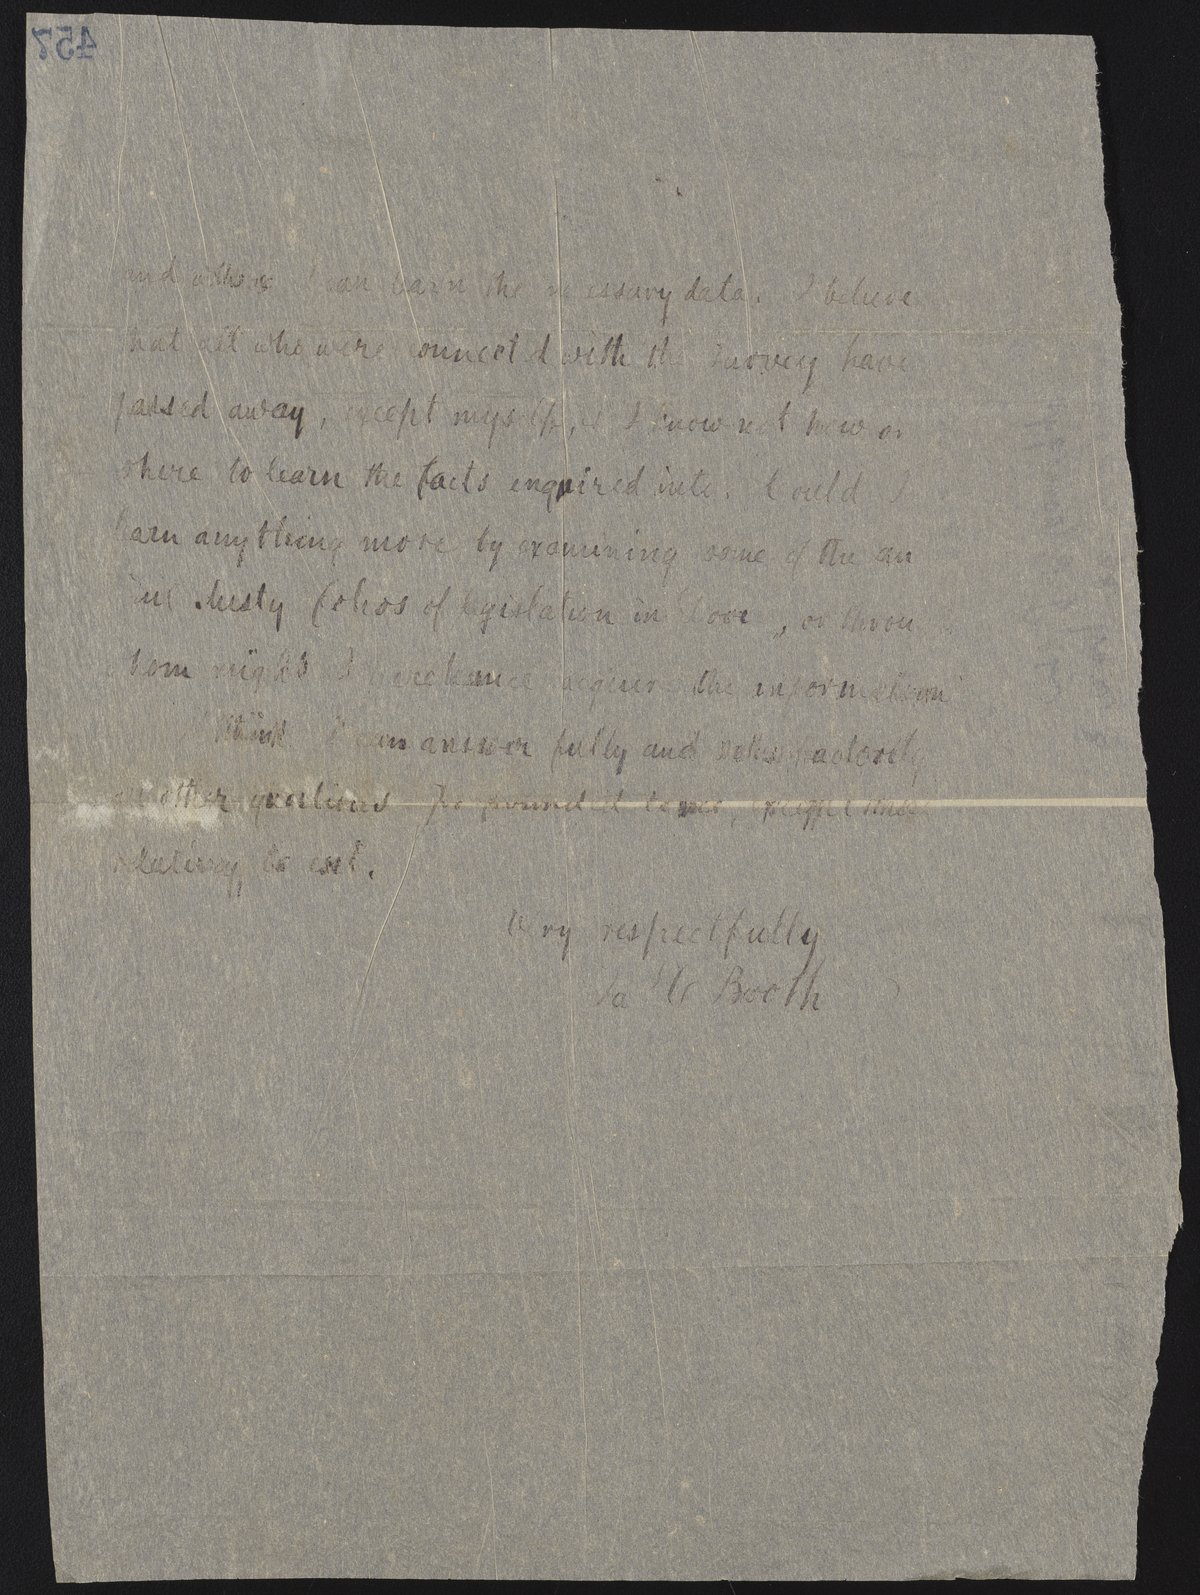 457
and others I can learn the necessary data. I believe
that all who were connected with the survey have
passed away, except myself, & I know not how or
where to learn the facts enquired into. Could I
learn anything more by examining some of the an
dusty folios of legislation in or throu
whom might I perchance acquire the information
I think I can answer fully and satisfactorily
all other questions propounded to me, except those
relating to cost.
Very respectfully
Booth